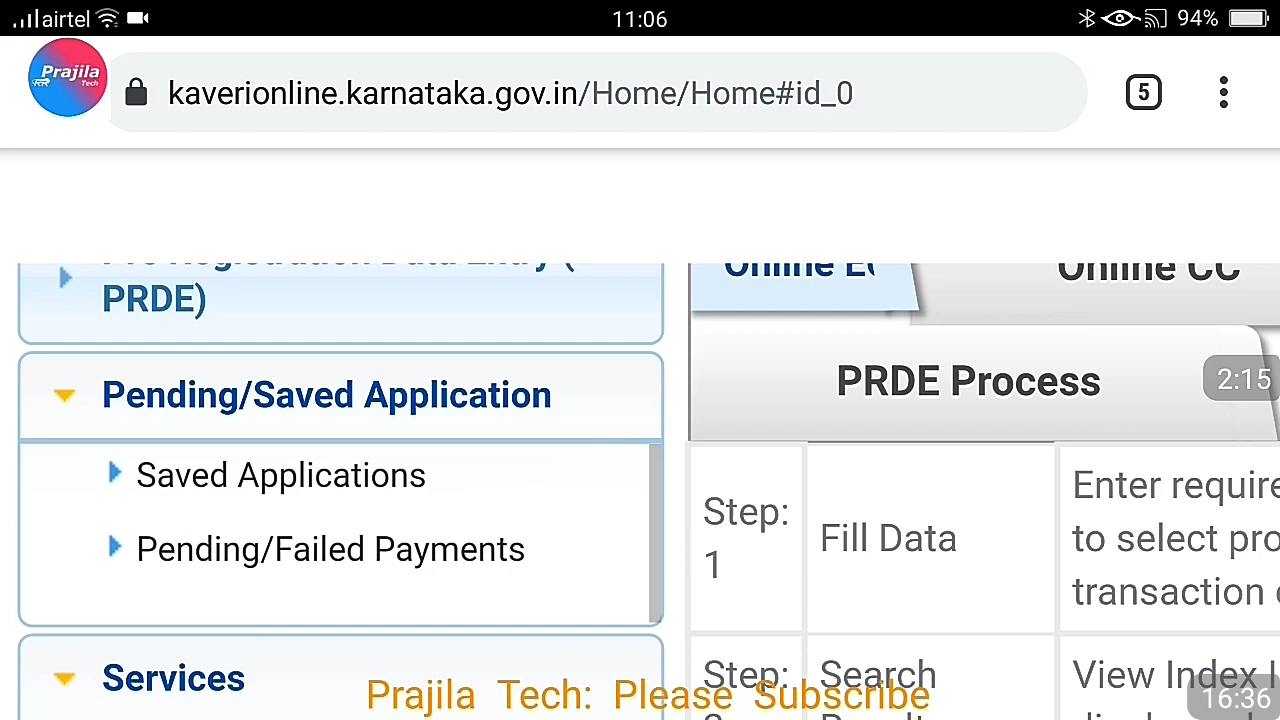 airtel 11:06 94%
Prajila
Tech
kaverionline.karnataka.gov.in/Home/Home#id_0 5
PRDE)
Online CC
PRDE Process
2:15
Pending/Saved Application
Saved Applications
Pending/Failed Payments
Step:
1
Fill Data
Enter require
to select pro
transaction
Services
Step: Search View Index I
Prajila Tech: Please Subscribe
16:36